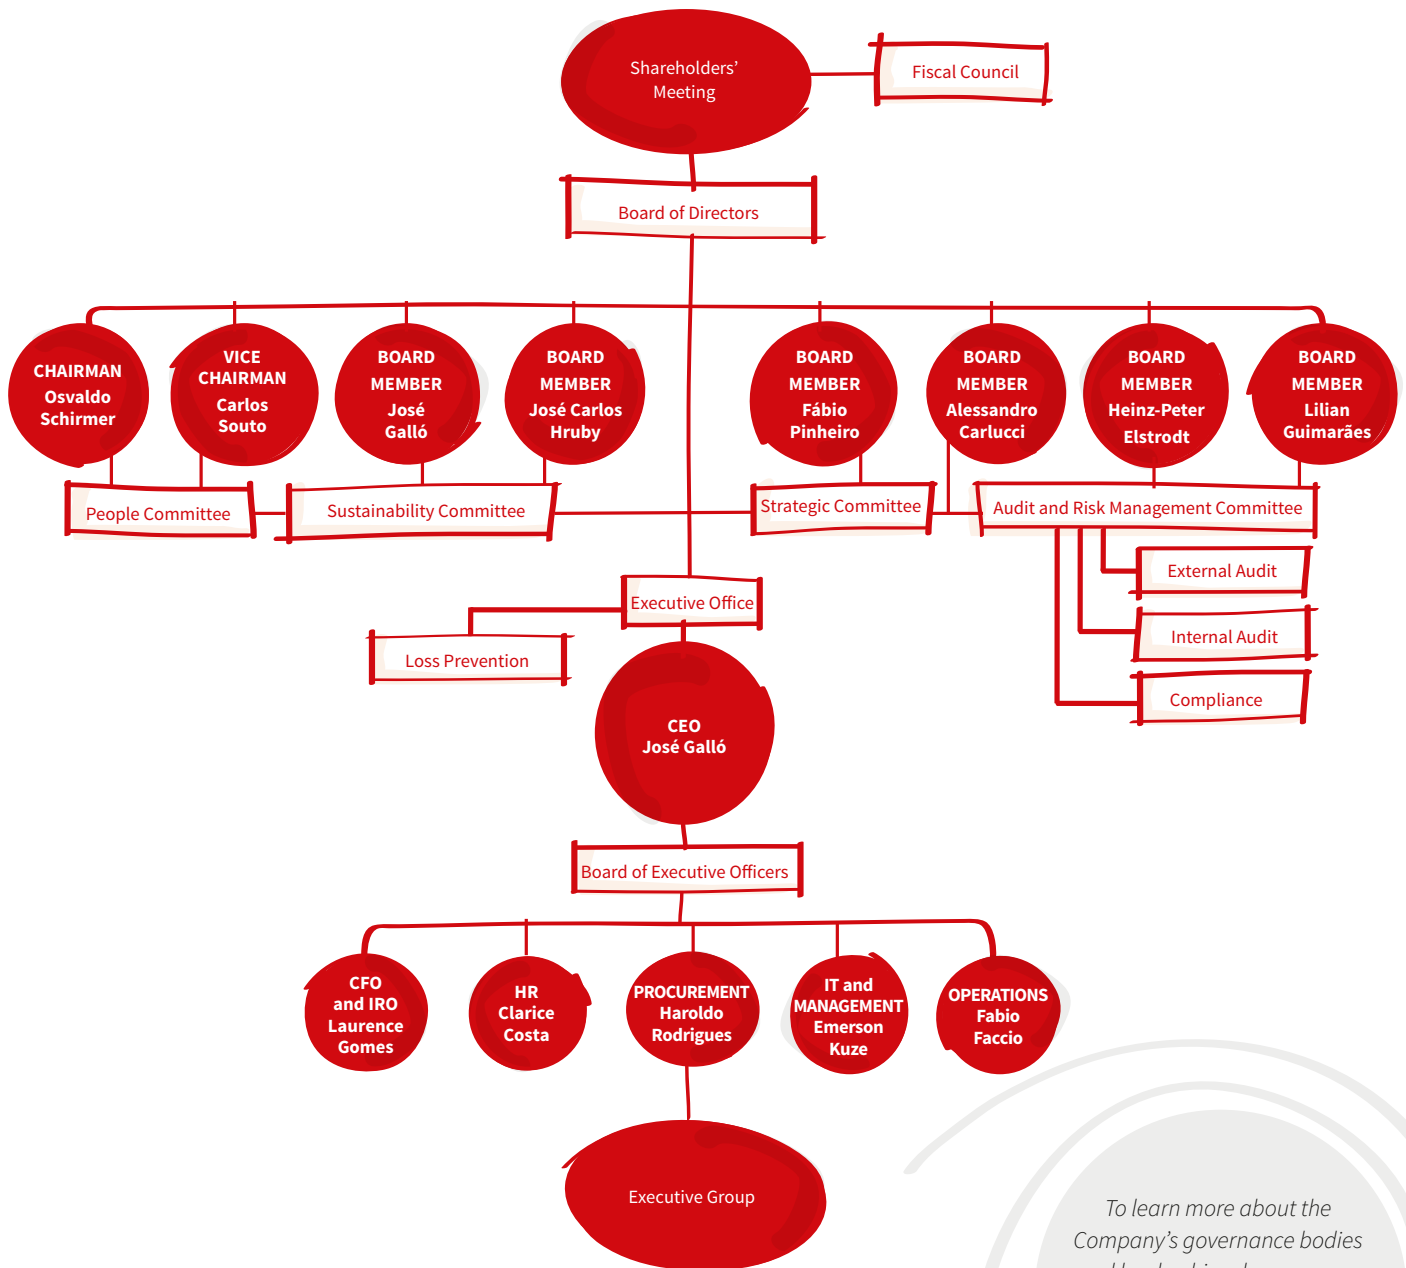 Shareholders'
Meeting
Fiscal Council
Board of Directors
CHAIRMAN
Osvaldo
Schirmer
VICE
CHAIRMAN
Carlos
Souto
BOARD
MEMBER
José
Galló
BOARD
MEMBER
José Carlos
Hruby
BOARD
MEMBER
Fábio
Pinheiro
BOARD
MEMBER
Alessandro
Carlucci
BOARD
MEMBER
Heinz-Peter
Elstrodt
BOARD
MEMBER
Lilian
Guimarães
People Committee
Sustainability Committee
Strategic Committee
Audit and Risk Management Committee
External Audit
Internal Audit
Compliance
Executive Office
Loss Prevention
CEO
José Galló
Board of Executive Officers
CFO
and IRO
Laurence
Gomes
HR
Clarice
Costa
PROCUREMENT
Haroldo
Rodrigues
IT and
MANAGEMENT
Emerson
Kuze
OPERATIONS
Fabio
Faccio
Executive Group
To learn more about the
Company's governance bodies